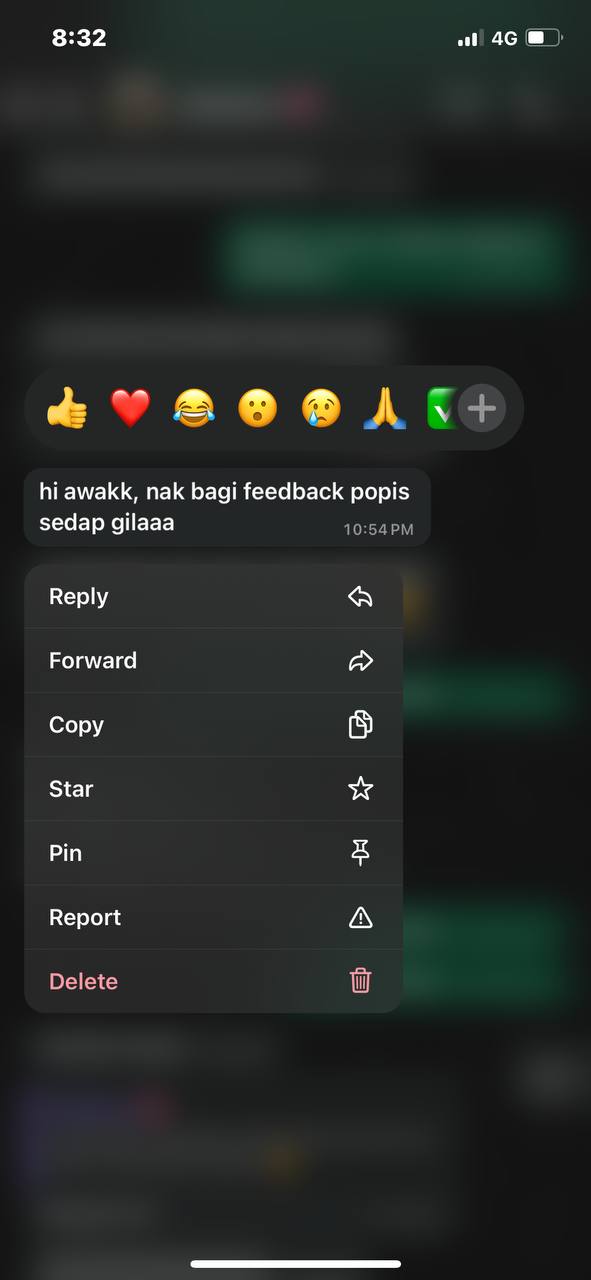 8:32
4G
hi awakk, nak bagi feedback popis
sedap gilaaa
10:54 PM
Reply
Forward
Copy
Star
Pin
Report
Delete